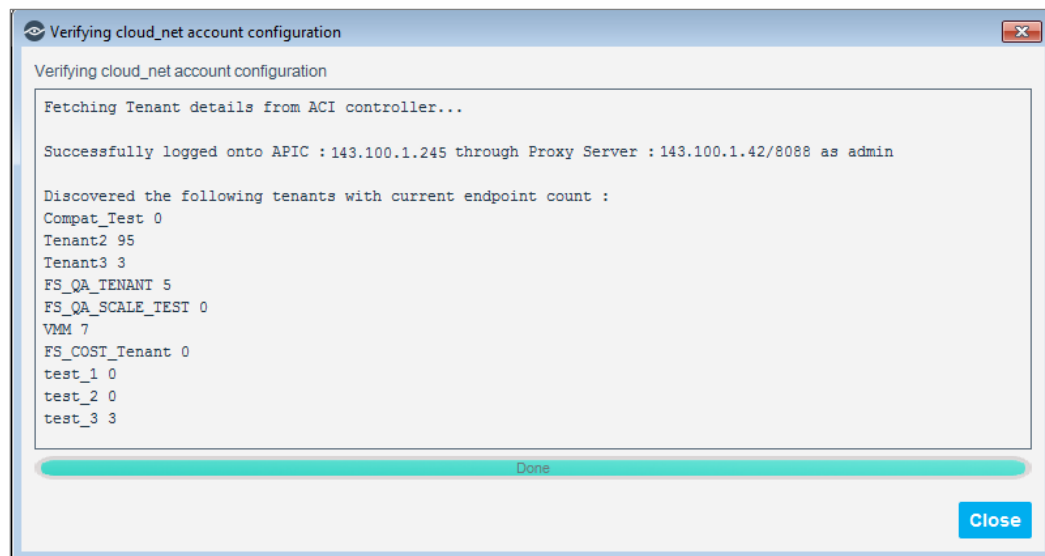 Verifying cloud_net account configuration
Verifying cloud_net account configuration
Fetching Tenant details from ACI controller...
Successfully logged onto APIC : 143.100.1.245 through Proxy Server : 143.100.1.42/8088 as admin
Discovered the following tenants with current endpoint count :
Compat_Test 0
Tenant2 95
Tenant3 3
FS_QA_TENANT 5
FS_QA_SCALE_TEST 0
VMM 7
FS_COST_Tenant 0
test_1 0
test_2 0
test_3 3
Done
Close